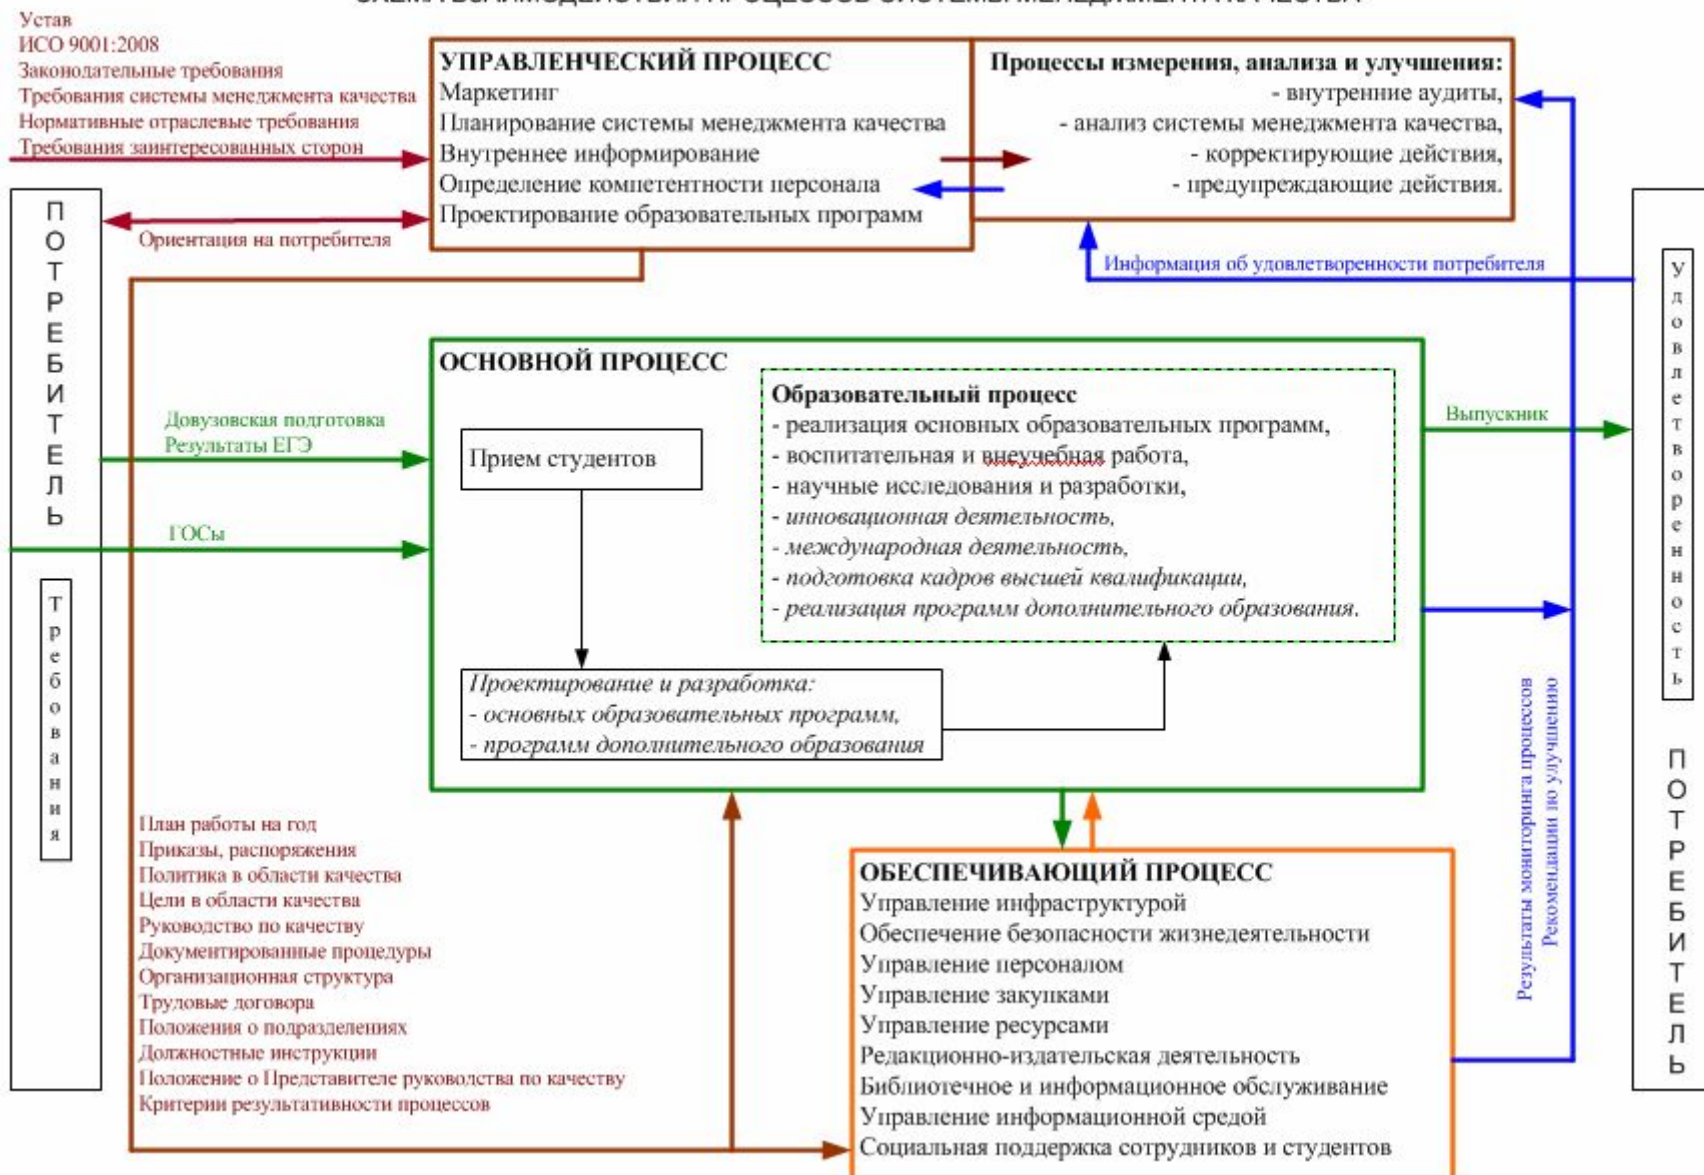 СХЕМА ВЗАИМОДЕЙСТВИЯ ПРОЦЕССОВ СИСТЕМЫ МЕНЕДЖМЕНТА КАЧЕСТВА
Устав
ИСО 9001:2008
Законодательные требования
Требования системы менеджмента качества
Нормативные отраслевые требования
Требования заинтересованных сторон
УПРАВЛЕНЧЕСКИЙ ПРОЦЕСС
Маркетинг
Планирование системы менеджмента качества
Внутреннее информирование
Определение компетентности персонала
Проектирование образовательных программ
Процессы измерения, анализа и улучшения:
- внутренние аудиты,
- анализ системы менеджмента качества,
- корректирующие действия,
- предупреждающие действия.
ПОТРЕБИТЕЛЬ
Требования
Ориентация на потребителя
Информация об удовлетворенности потребителя
Удовлетворенность
ПОТРЕБИТЕЛЬ
ОСНОВНОЙ ПРОЦЕСС
Довузовская подготовка
Результаты ЕГЭ
ГОСы
Прием студентов
Образовательный процесс
- реализация основных образовательных программ,
- воспитательная и внеучебная работа,
- научные исследования и разработки,
- инновационная деятельность,
- международная деятельность,
- подготовка кадров высшей квалификации,
- реализация программ дополнительного образования.
Выпускник
Проектирование и разработка:
- основных образовательных программ,
- программ дополнительного образования
Результаты мониторинга процессов
Рекомендации по улучшению
План работы на год
Приказы, распоряжения
Политика в области качества
Цели в области качества
Руководство по качеству
Документированные процедуры
Организационная структура
Трудовые договора
Положения о подразделениях
Должностные инструкции
Положение о Представителе руководства по качеству
Критерии результативности процессов
ОБЕСПЕЧИВАЮЩИЙ ПРОЦЕСС
Управление инфраструктурой
Обеспечение безопасности жизнедеятельности
Управление персоналом
Управление закупками
Управление ресурсами
Редакционно-издательская деятельность
Библиотечное и информационное обслуживание
Управление информационной средой
Социальная поддержка сотрудников и студентов